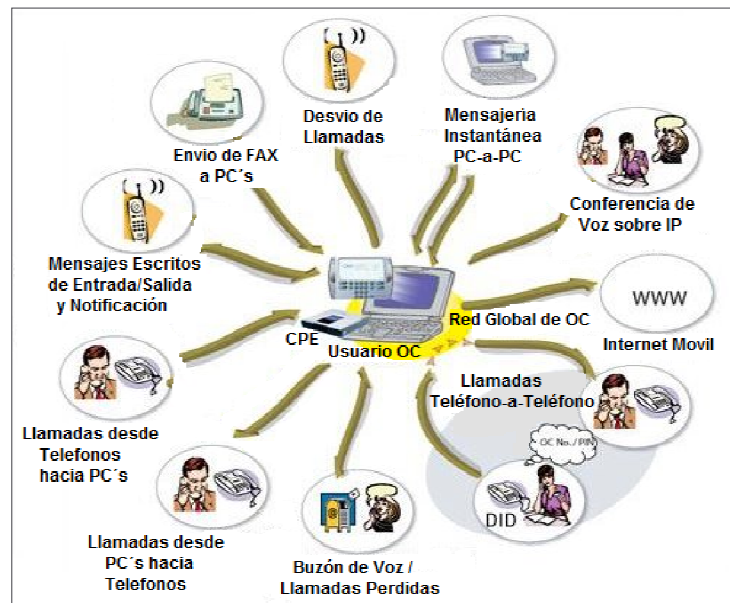 Desvio de
Llamadas
Mensajería
Instantánea
PC-a-PC
Envio de FAX
a PC´s
Conferencia de
Voz sobre IP
Mensajes Escritos
de Entrada/Salida
y Notificación
www
Internet Movil
Red Global de OC
CPE
Usuario OC
Llamadas
Teléfono-a-Teléfono
Llamadas desde
Telefonos
hacia PC´s
OC No./PIN
DID
Llamadas desde
PC´s hacia
Telefonos
Buzón de Voz /
Llamadas Perdidas